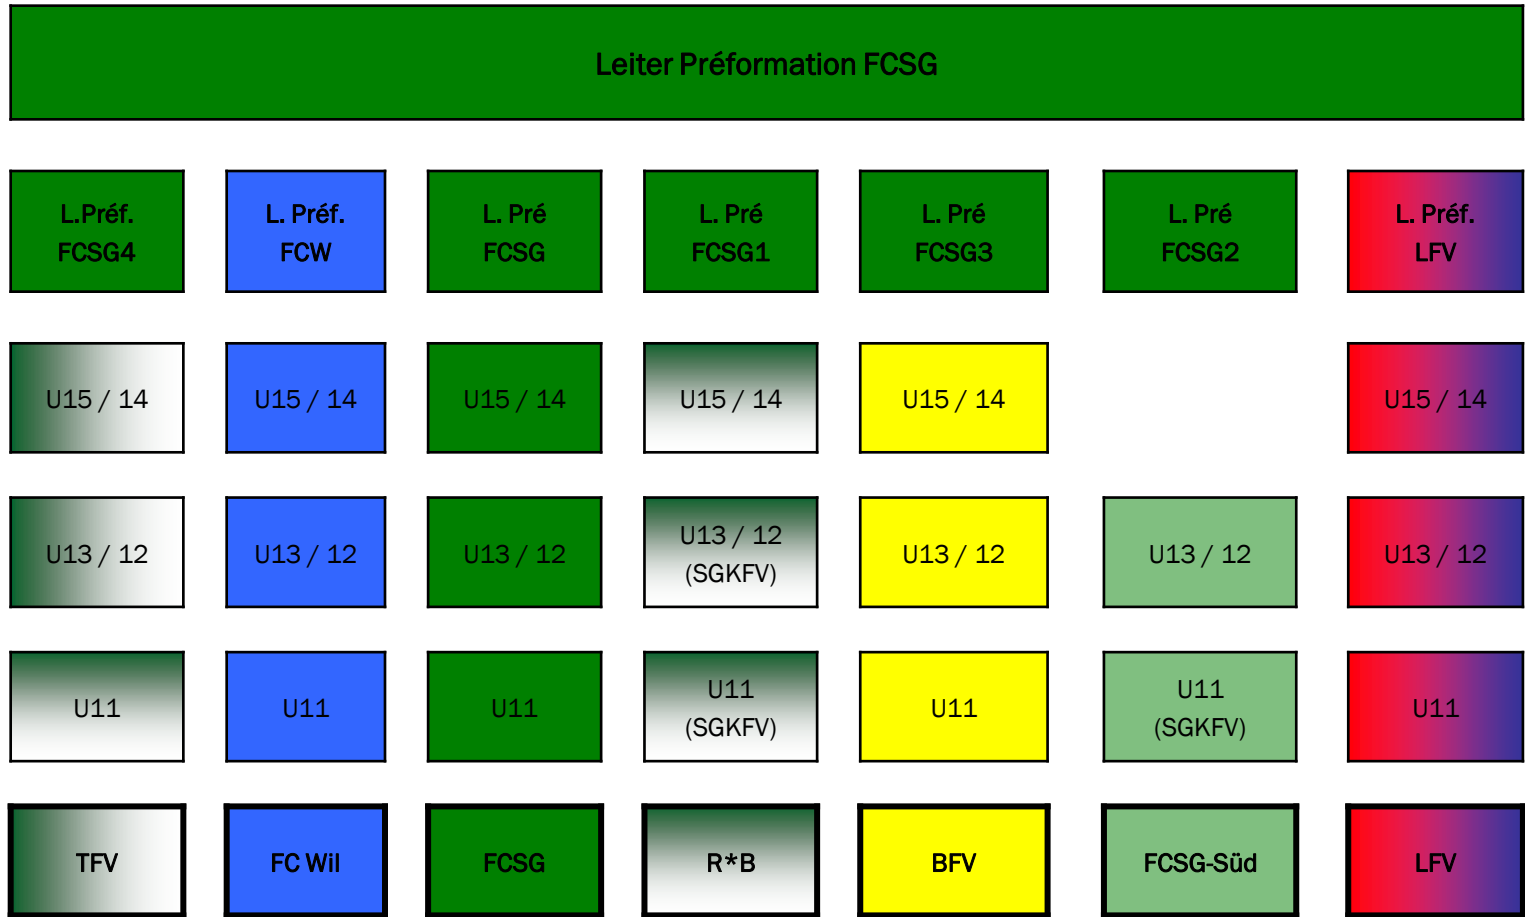 Leiter Préformation FCSG
L.Préf.
FCSG4
L. Préf.
FCW
L. Pré
FCSG
L. Pré
FCSG1
L. Pré
FCSG3
L. Pré
FCSG2
L. Préf.
LFV
U15 / 14
U15 / 14
U15 / 14
U15 / 14
U15 / 14
U15 / 14
U13 / 12
U13 / 12
U13 / 12
U13 / 12
(SGKFV)
U13 / 12
U13 / 12
U13 / 12
U11
U11
U11
U11
(SGKFV)
U11
U11
(SGKFV)
U11
TFV
FC Wil
FCSG
R*B
BFV
FCSG-Süd
LFV